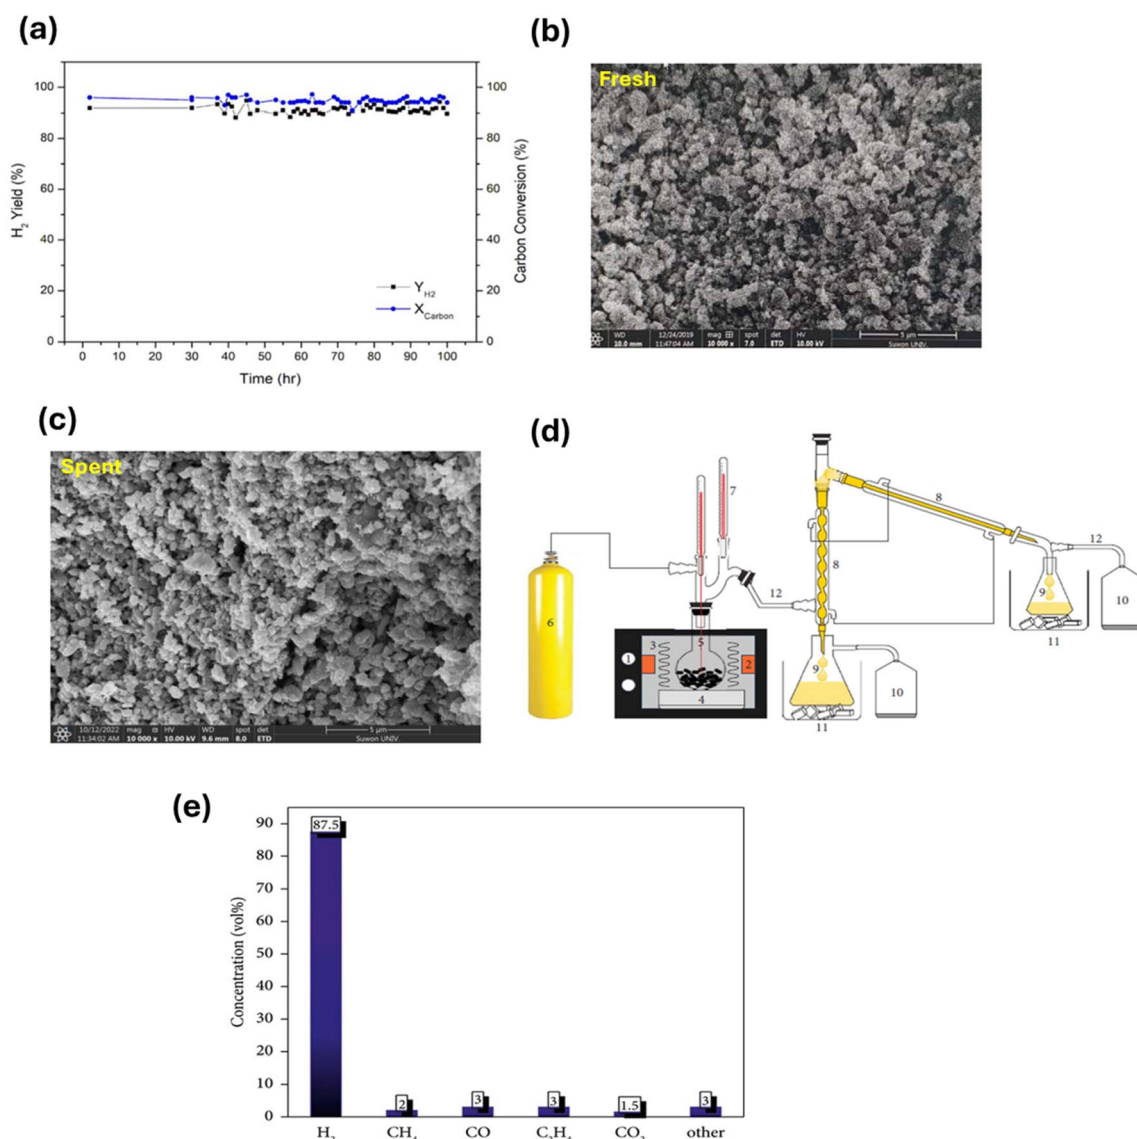 (a)
100
80
60
40
20
0
H2 Yield (%)
100
80
60
40
20
0
Carbon Conversion (%)
Y H2
X Carbon
0 10 20 30 40 50 60 70 80 90 100
Time (hr)
(b)
Fresh
WD 12/24/2019 mag spot det HV 5 µm
10.0 mm 11:47:04 AM 10 000 x 7.0 ETD 10.00 kV Suwon UNIV.
(c)
Spent
10/12/2022 mag HV WD spot det 5 µm
11:34:02 AM 10 000 x 10.00 kV 9.6 mm 8.0 ETD Suwon UNIV.
(d)
7
8
12
6
12
8
9
10
11
1
3
5
2
4
9
10
11
(e)
90
80
70
60
50
40
30
20
10
0
Concentration (vol%)
87.5
2
3
3
1.5
3
H2 CH4 CO C2H4 CO2 other